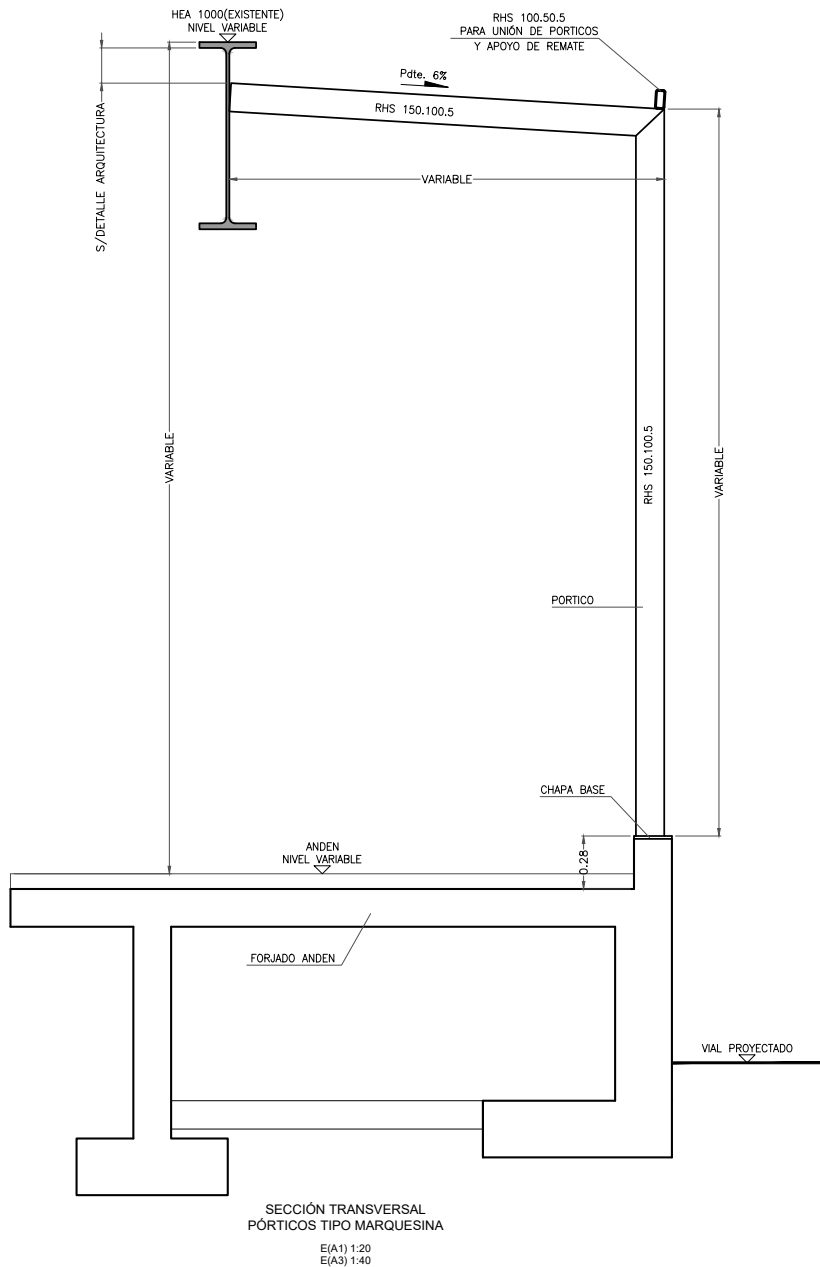 HEA 1000(EXISTENTE)
NIVEL VARIABLE
RHS 100.50.5
PARA UNIÓN DE PORTICOS
Y APOYO DE REMATE
Pdte. 6%
RHS 150.100.5
S/DETALLE ARQUITECTURA
VARIABLE
VARIABLE
RHS 150.100.5
VARIABLE
PORTICO
CHAPA BASE
ANDEN
NIVEL VARIABLE
0.28
FORJADO ANDEN
VIAL PROYECTADO
SECCIÓN TRANSVERSAL
PÓRTICOS TIPO MARQUESINA
E(A1) 1:20
E(A3) 1:40